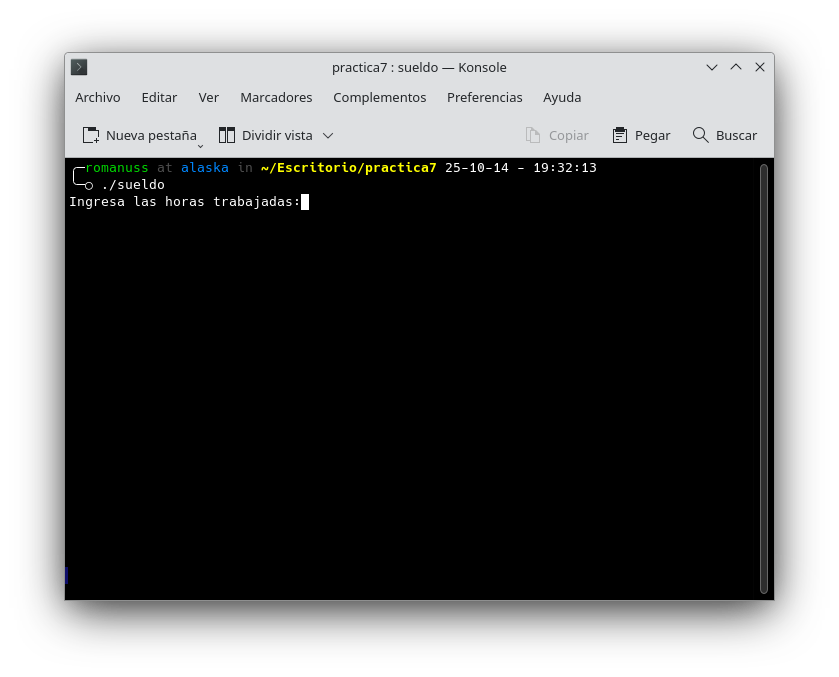 practica7 : sueldo — Konsole
Archivo Editar Ver Marcadores Complementos Preferencias Ayuda
Nueva pestaña Dividir vista Copiar Pegar Buscar
romanuss at alaska in ~/Escritorio/practica7 25-10-14 - 19:32:13
./sueldo
Ingresa las horas trabajadas: